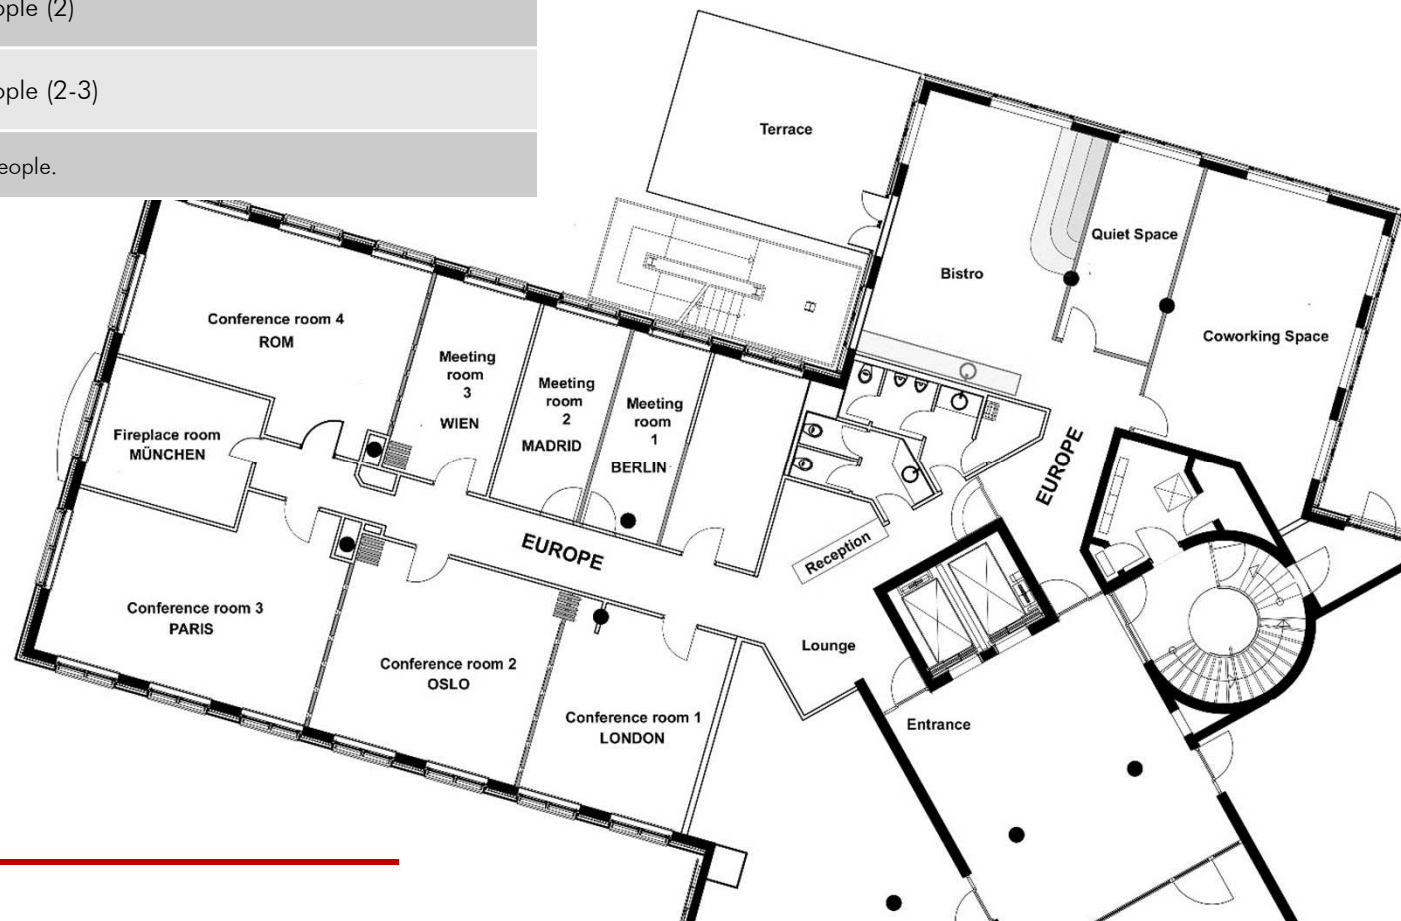 ople (2)
ople (2-3)
eople.
Terrace
Quiet Space
Bistro
Coworking Space
Conference room 4
ROM
Meeting
room
3
WIEN
Meeting
room
2
MADRID
Meeting
room
1
BERLIN
Fireplace room
MÜNCHEN
EUROPE
EUROPE
Reception
Conference room 3
PARIS
Conference room 2
OSLO
Lounge
Conference room 1
LONDON
Entrance